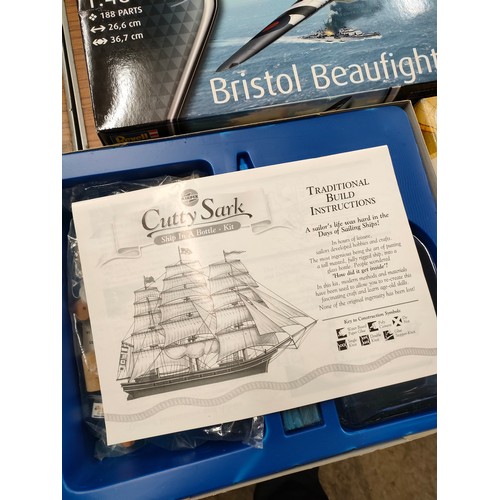 1:48
188 PARTS
26,6 cm
36,7 cm
Bristol Beaufight
Revell
Cutty Sark
Ship In A Bottle - Kit
TRADITIONAL
BUILD
INSTRUCTIONS
A sailor's life was hard in the
Days of Sailing Ships!
In hours of leisure,
sailors developed hobbies and crafts.
The most ingenious being the art of putting
a tall masted, fully rigged ship, into a
glass bottle. People wondered
"How did it get inside"?
In this kit, modern methods and materials
have been used to allow you to re-create this
fascinating craft and learn age-old skills.
None of the original ingenuity has been lost!
Key to Construction Symbols